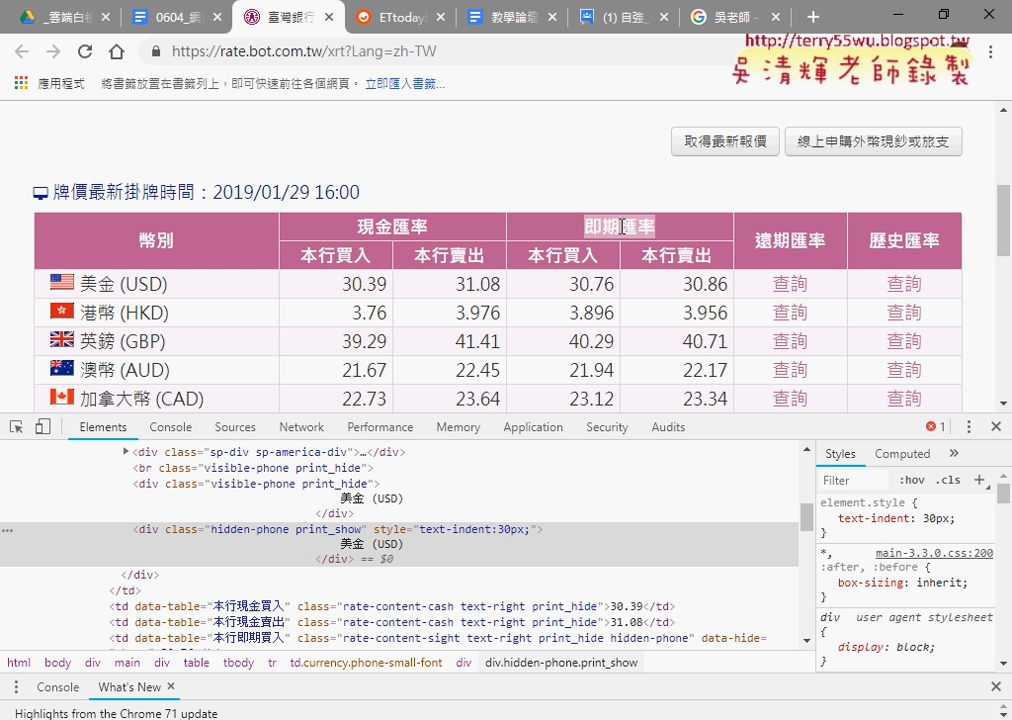 _雲端白板
0604_網
臺灣銀行
ETtoday
教學論壇
(1) 自強_
吳老師 -
https://rate.bot.com.tw/xrt?Lang=zh-TW
http://terry55wu.blogspot.tw
吳清輝老師錄製
應用程式 將書籤放置在書籤列上，即可快速前往各個網頁。 立即匯入書籤...
取得最新報價 線上申購外幣現鈔或旅支
牌價最新掛牌時間：2019/01/29 16:00
幣別 現金匯率 即期匯率 遠期匯率 歷史匯率
本行買入 本行賣出 本行買入 本行賣出
美金 (USD) 30.39 31.08 30.76 30.86 查詢 查詢
港幣 (HKD) 3.76 3.976 3.896 3.956 查詢 查詢
英鎊 (GBP) 39.29 41.41 40.29 40.71 查詢 查詢
澳幣 (AUD) 21.67 22.45 21.94 22.17 查詢 查詢
加拿大幣 (CAD) 22.73 23.64 23.12 23.34 查詢 查詢
Elements Console Sources Network Performance Memory Application Security Audits 1
<div class="sp-div sp-america-div">…</div>
<br class="visible-phone print_hide">
<div class="visible-phone print_hide">
美金 (USD)
</div>
<div class="hidden-phone print_show" style="text-indent:30px;">
美金 (USD)
</div> == $0
</div>
</td>
<td data-table="本行現金買入" class="rate-content-cash text-right print_hide">30.39</td>
<td data-table="本行現金賣出" class="rate-content-cash text-right print_hide">31.08</td>
<td data-table="本行即期買入" class="rate-content-sight text-right print_hide hidden-phone" data-hide=
html body div main div table tbody tr td.currency.phone-small-font div div.hidden-phone.print_show
Styles Computed »
Filter :hov .cls +
element.style {
text-indent: 30px;
}
*, main-3.3.0.css:200
:after, :before {
box-sizing: inherit;
}
div user agent stylesheet
{
display: block;
}
Console What's New
Highlights from the Chrome 71 update